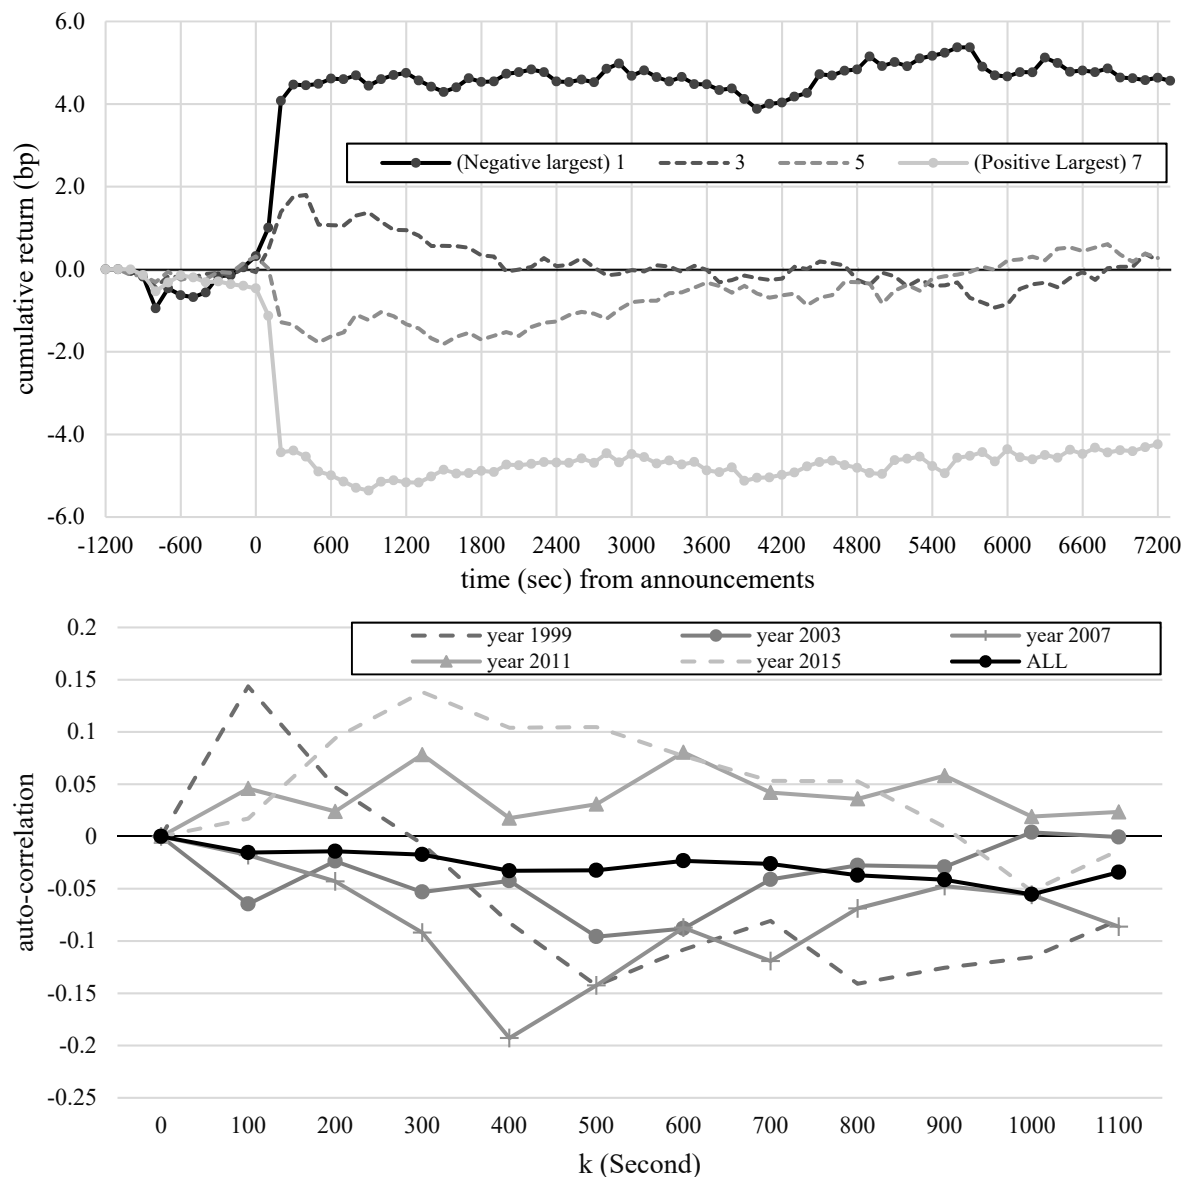 6.0
4.0
2.0
0.0
-2.0
-4.0
-6.0
cumulative return (bp)
(Negative largest) 1 3 5 (Positive Largest) 7
-1200 -600 0 600 1200 1800 2400 3000 3600 4200 4800 5400 6000 6600 7200
time (sec) from announcements
0.2
0.15
0.1
0.05
0
-0.05
-0.1
-0.15
-0.2
-0.25
auto-correlation
year 1999 year 2003 year 2007
year 2011 year 2015 ALL
0 100 200 300 400 500 600 700 800 900 1000 1100
k (Second)